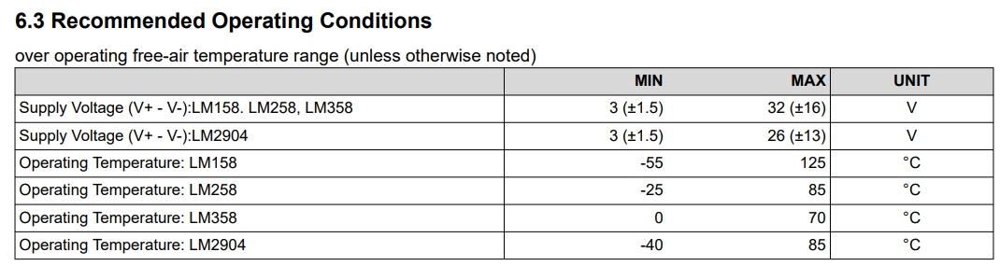 6.3 Recommended Operating Conditions
over operating free-air temperature range (unless otherwise noted)
MIN MAX UNIT
Supply Voltage (V+ - V-):LM158. LM258, LM358 3 (±1.5) 32 (±16) V
Supply Voltage (V+ - V-):LM2904 3 (±1.5) 26 (±13) V
Operating Temperature: LM158 -55 125 °C
Operating Temperature: LM258 -25 85 °C
Operating Temperature: LM358 0 70 °C
Operating Temperature: LM2904 -40 85 °C